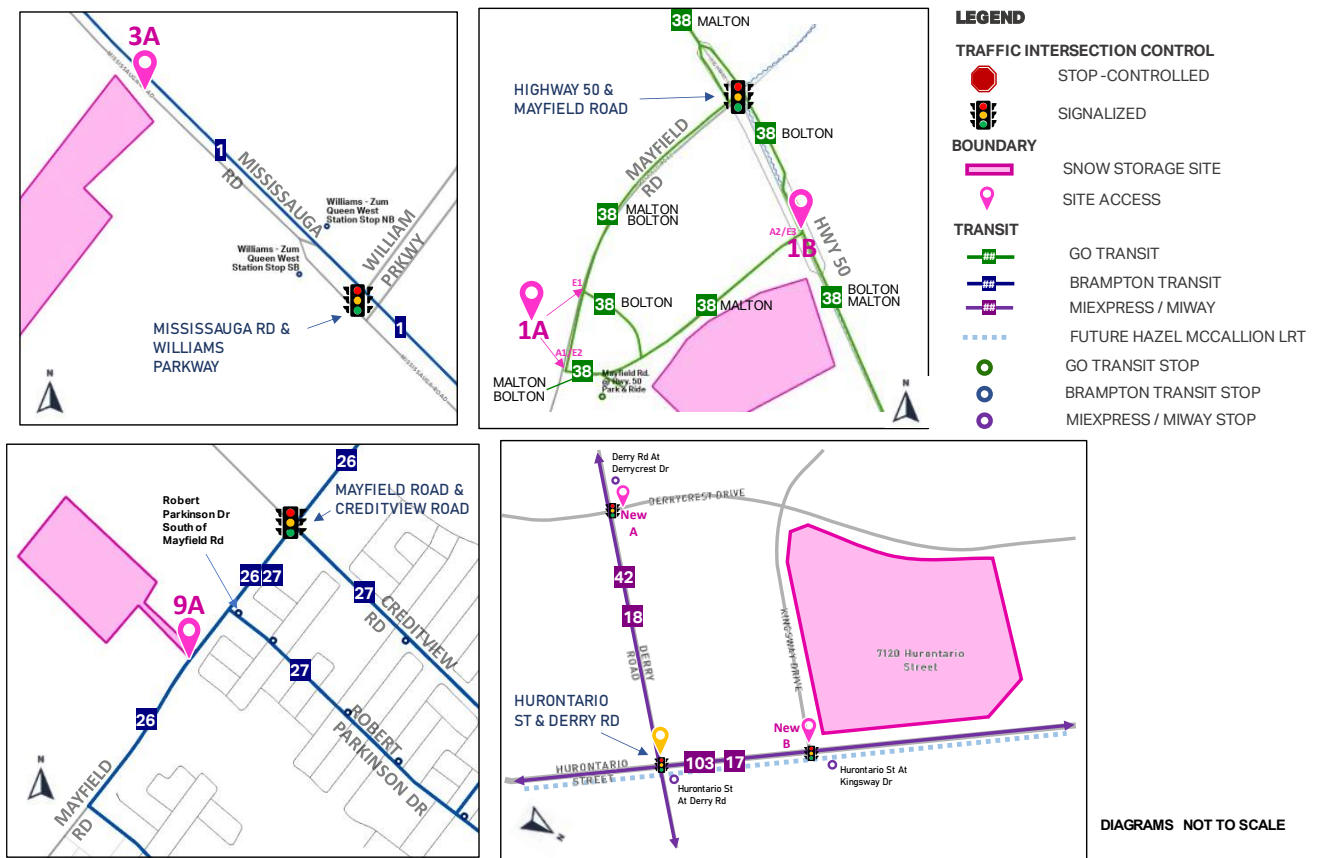 3A
MISSISSAUGA ROAD
1
MISSISSAUGA
RD
Williams - Zum
Queen West
Station Stop NB
Williams - Zum
Queen West
Station Stop SB
WILLIAM
PRKWY
MISSISSAUGA RD &
WILLIAMS
PARKWAY
1
MISSISSAUGA ROAD
N
38 MALTON
HIGHWAY 50 &
MAYFIELD ROAD
38 BOLTON
MAYFIELD
RD
38
MALTON
BOLTON
A2/E3
1B
HWY 50
E1
1A
38 BOLTON
38 MALTON
38
BOLTON
MALTON
A1/E2
38
MALTON
BOLTON
Mayfield Rd.
@ Hwy. 50
Park & Ride
N
LEGEND
TRAFFIC INTERSECTION CONTROL
STOP -CONTROLLED
SIGNALIZED
BOUNDARY
SNOW STORAGE SITE
SITE ACCESS
TRANSIT
## GO TRANSIT
## BRAMPTON TRANSIT
## MIEXPRESS / MIWAY
FUTURE HAZEL MCCALLION LRT
GO TRANSIT STOP
BRAMPTON TRANSIT STOP
MIEXPRESS / MIWAY STOP
26
MAYFIELD ROAD &
CREDITVIEW ROAD
Robert
Parkinson Dr
South of
Mayfield Rd
26 27
27
CREDITVIEW
RD
9A
27
26
ROBERT
PARKINSON DR
MAYFIELD
RD
N
Derry Rd At
Derrycrest Dr
DERRYCREST DRIVE
New
A
42
18
DERRY
ROAD
KINGSWAY DRIVE
7120 Hurontario
Street
HURONTARIO
ST & DERRY RD
New
B
HURONTARIO
STREET
103 17
Hurontario St
At Derry Rd
Hurontario St At
Kingsway Dr
N
DIAGRAMS NOT TO SCALE